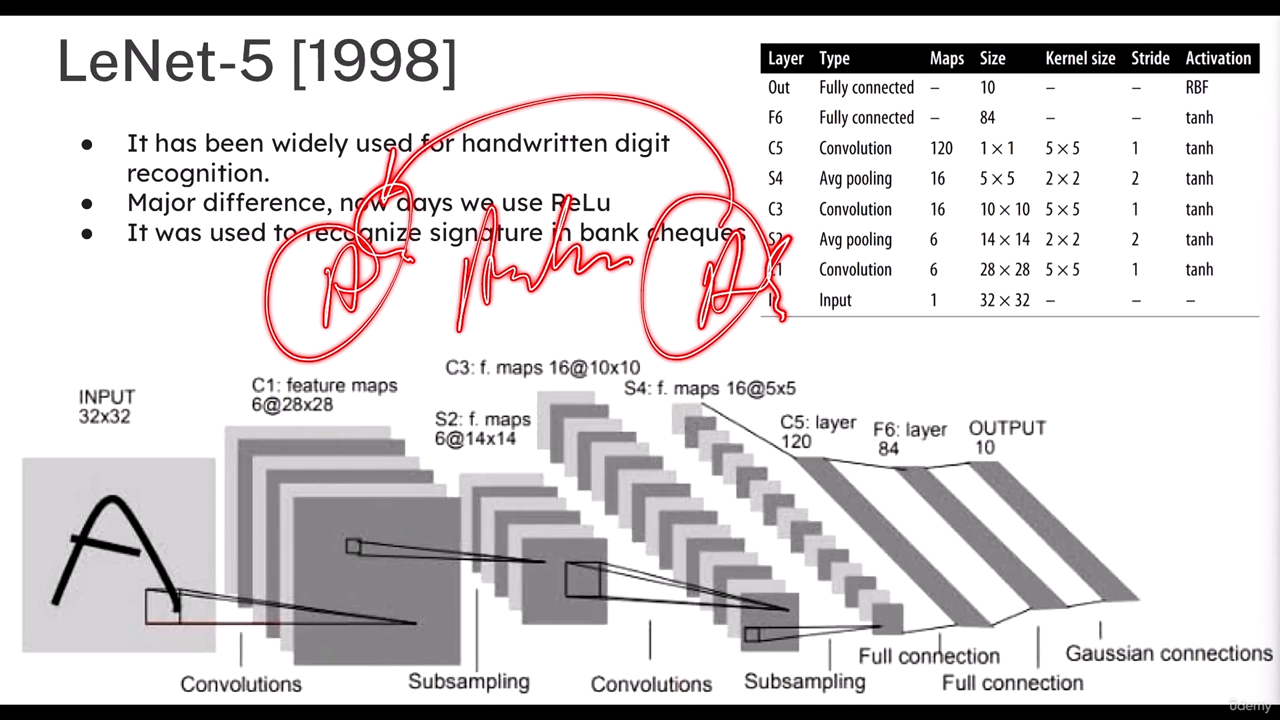 LeNet-5 [1998]
● It has been widely used for handwritten digit
recognition.
● Major difference, now days we use ReLu
● It was used to recognize signature in bank cheques
Layer Type Maps Size Kernel size Stride Activation
Out Fully connected – 10 – – RBF
F6 Fully connected – 84 – – tanh
C5 Convolution 120 1 × 1 5 × 5 1 tanh
S4 Avg pooling 16 5 × 5 2 × 2 2 tanh
C3 Convolution 16 10 × 10 5 × 5 1 tanh
S2 Avg pooling 6 14 × 14 2 × 2 2 tanh
Convolution 6 28 × 28 5 × 5 1 tanh
Input 1 32 × 32 – – –
INPUT
32x32
C1: feature maps
6@28x28
S2: f. maps
6@14x14
C3: f. maps 16@10x10
S4: f. maps 16@5x5
C5: layer
120
F6: layer
84
OUTPUT
10
A
Convolutions
Subsampling
Convolutions
Subsampling
Full connection
Full connection
Gaussian connections
ûdemy